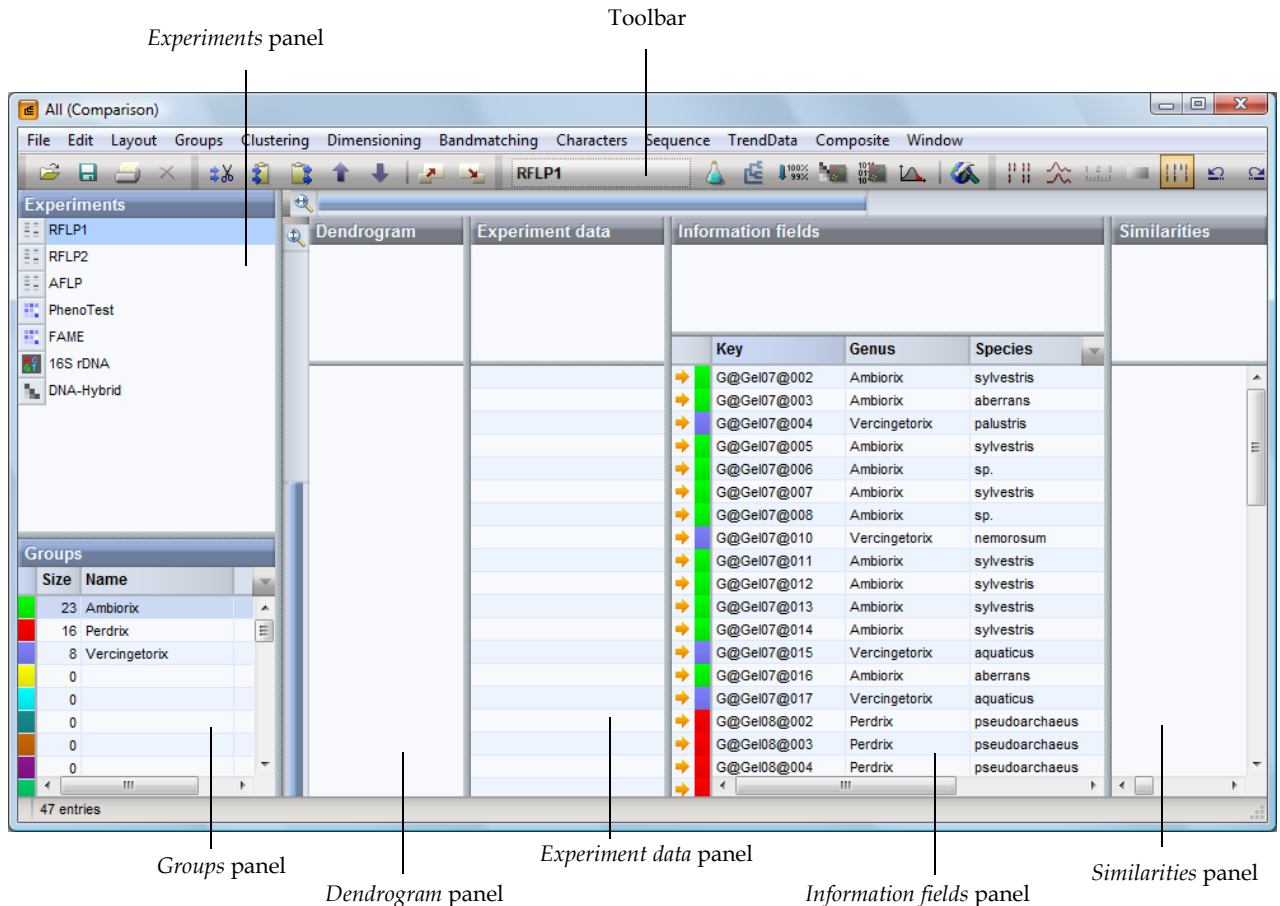 Toolbar
Experiments panel
All (Comparison)
File Edit Layout Groups Clustering Dimensioning Bandmatching Characters Sequence TrendData Composite Window
RFLP1
Experiments
RFLP1
RFLP2
AFLP
PhenoTest
FAME
16S rDNA
DNA-Hybrid
Groups
Size Name
23 Ambiorix
16 Perdrix
8 Vercingetorix
0
0
0
0
0
47 entries
Dendrogram
Experiment data
Information fields
Similarities
Key Genus Species
G@Gel07@002 Ambiorix sylvestris
G@Gel07@003 Ambiorix aberrans
G@Gel07@004 Vercingetorix palustris
G@Gel07@005 Ambiorix sylvestris
G@Gel07@006 Ambiorix sp.
G@Gel07@007 Ambiorix sylvestris
G@Gel07@008 Ambiorix sp.
G@Gel07@010 Vercingetorix nemorosum
G@Gel07@011 Ambiorix sylvestris
G@Gel07@012 Ambiorix sylvestris
G@Gel07@013 Ambiorix sylvestris
G@Gel07@014 Ambiorix sylvestris
G@Gel07@015 Vercingetorix aquaticus
G@Gel07@016 Ambiorix aberrans
G@Gel07@017 Vercingetorix aquaticus
G@Gel08@002 Perdrix pseudoarchaeus
G@Gel08@003 Perdrix pseudoarchaeus
G@Gel08@004 Perdrix pseudoarchaeus
Groups panel
Dendrogram panel
Experiment data panel
Information fields panel
Similarities panel